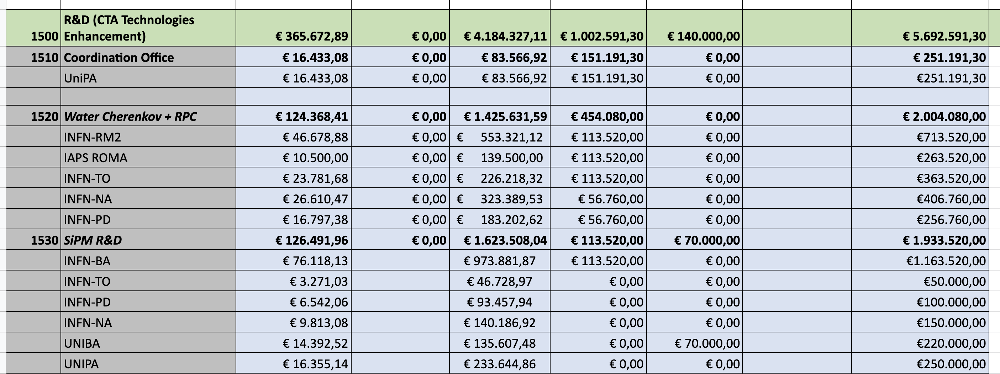 R&D (CTA Technologies
1500 Enhancement) € 365.672,89 € 0,00 € 4.184.327,11 € 1.002.591,30 € 140.000,00 € 5.692.591,30
1510 Coordination Office € 16.433,08 € 0,00 € 83.566,92 € 151.191,30 € 0,00 € 251.191,30
UniPA € 16.433,08 € 0,00 € 83.566,92 € 151.191,30 € 0,00 €251.191,30
1520 Water Cherenkov + RPC € 124.368,41 € 0,00 € 1.425.631,59 € 454.080,00 € 0,00 € 2.004.080,00
INFN-RM2 € 46.678,88 € 0,00 € 553.321,12 € 113.520,00 € 0,00 €713.520,00
IAPS ROMA € 10.500,00 € 0,00 € 139.500,00 € 113.520,00 € 0,00 €263.520,00
INFN-TO € 23.781,68 € 0,00 € 226.218,32 € 113.520,00 € 0,00 €363.520,00
INFN-NA € 26.610,47 € 0,00 € 323.389,53 € 56.760,00 € 0,00 €406.760,00
INFN-PD € 16.797,38 € 0,00 € 183.202,62 € 56.760,00 € 0,00 €256.760,00
1530 SiPM R&D € 126.491,96 € 0,00 € 1.623.508,04 € 113.520,00 € 70.000,00 € 1.933.520,00
INFN-BA € 76.118,13 € 973.881,87 € 113.520,00 € 0,00 €1.163.520,00
INFN-TO € 3.271,03 € 46.728,97 € 0,00 € 0,00 €50.000,00
INFN-PD € 6.542,06 € 93.457,94 € 0,00 € 0,00 €100.000,00
INFN-NA € 9.813,08 € 140.186,92 € 0,00 € 0,00 €150.000,00
UNIBA € 14.392,52 € 135.607,48 € 0,00 € 70.000,00 €220.000,00
UNIPA € 16.355,14 € 233.644,86 € 0,00 € 0,00 €250.000,00